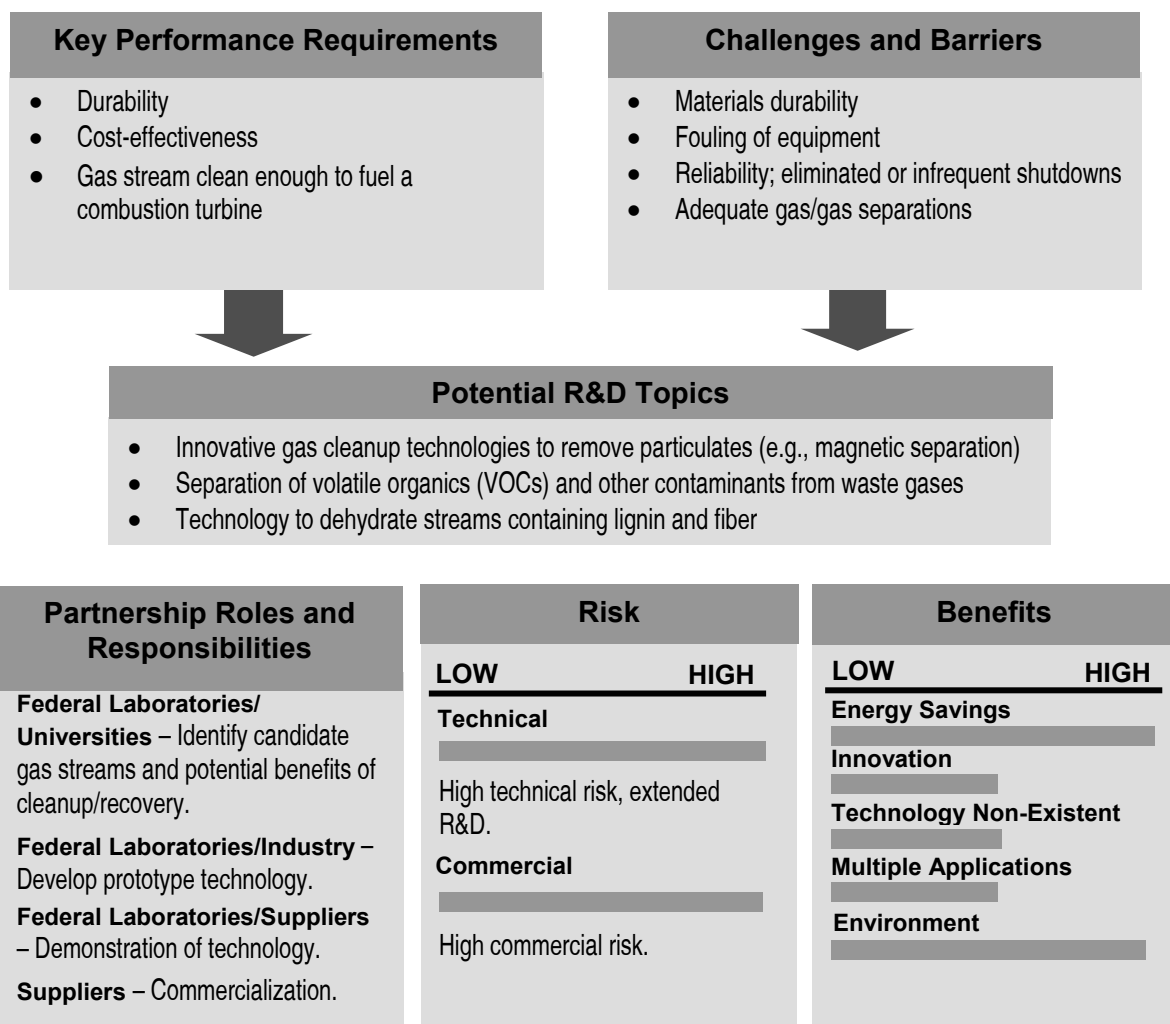 Key Performance Requirements
• Durability
• Cost-effectiveness
• Gas stream clean enough to fuel a
combustion turbine
Challenges and Barriers
• Materials durability
• Fouling of equipment
• Reliability; eliminated or infrequent shutdowns
• Adequate gas/gas separations
Potential R&D Topics
• Innovative gas cleanup technologies to remove particulates (e.g., magnetic separation)
• Separation of volatile organics (VOCs) and other contaminants from waste gases
• Technology to dehydrate streams containing lignin and fiber
Partnership Roles and
Responsibilities
Federal Laboratories/
Universities – Identify candidate
gas streams and potential benefits of
cleanup/recovery.
Federal Laboratories/Industry –
Develop prototype technology.
Federal Laboratories/Suppliers
– Demonstration of technology.
Suppliers – Commercialization.
Risk
LOW HIGH
Technical
High technical risk, extended
R&D.
Commercial
High commercial risk.
Benefits
LOW HIGH
Energy Savings
Innovation
Technology Non-Existent
Multiple Applications
Environment